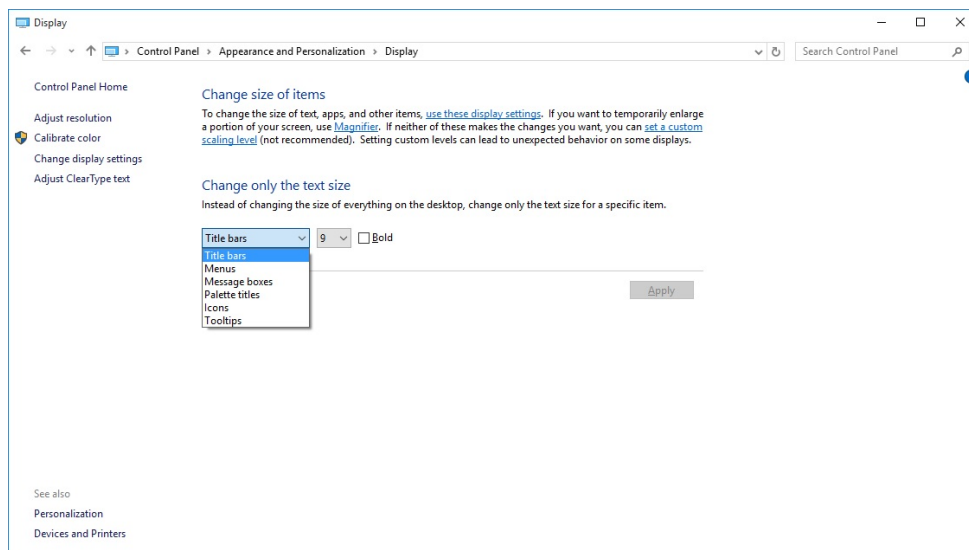 Display
Control Panel > Appearance and Personalization > Display
Search Control Panel
Control Panel Home
Adjust resolution
Calibrate color
Change display settings
Adjust ClearType text
Change size of items
To change the size of text, apps, and other items, use these display settings. If you want to temporarily enlarge
a portion of your screen, use Magnifier. If neither of these makes the changes you want, you can set a custom
scaling level (not recommended). Setting custom levels can lead to unexpected behavior on some displays.
Change only the text size
Instead of changing the size of everything on the desktop, change only the text size for a specific item.
Title bars 9 Bold
Title bars
Menus
Message boxes
Palette titles
Icons
Tooltips
Apply
See also
Personalization
Devices and Printers